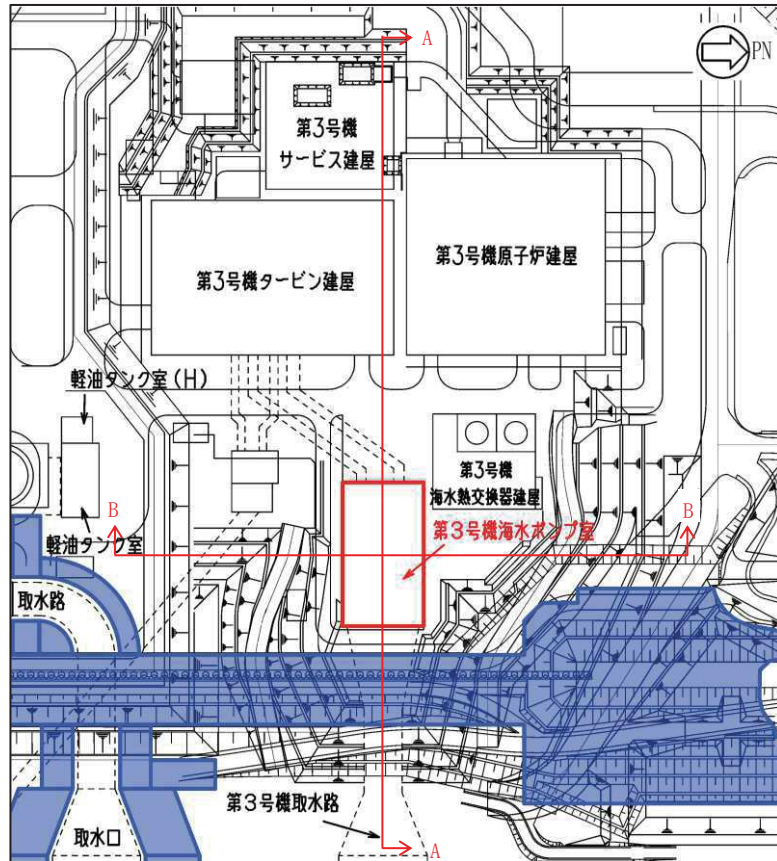 A
PN
第3号機
サービス建屋
第3号機タービン建屋
第3号機原子炉建屋
軽油タンク室(H)
第3号機
海水熱交換器建屋
B
B
第3号機海水ポンプ室
軽油タンク室
取水路
第3号機取水路
取水口
A